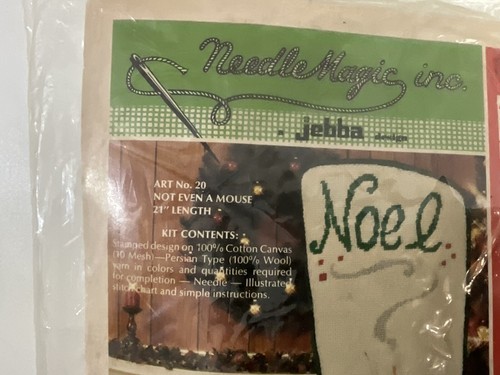 NeedleMagic inc.
a jebba design
ART No. 20
NOT EVEN A MOUSE
21" LENGTH
KIT CONTENTS:
Stamped design on 100% Cotton Canvas
(10 Mesh)—Persian Type (100% Wool)
yarn in colors and quantities required
for completion — Needle — Illustrated
stitch chart and simple instructions.
Noel